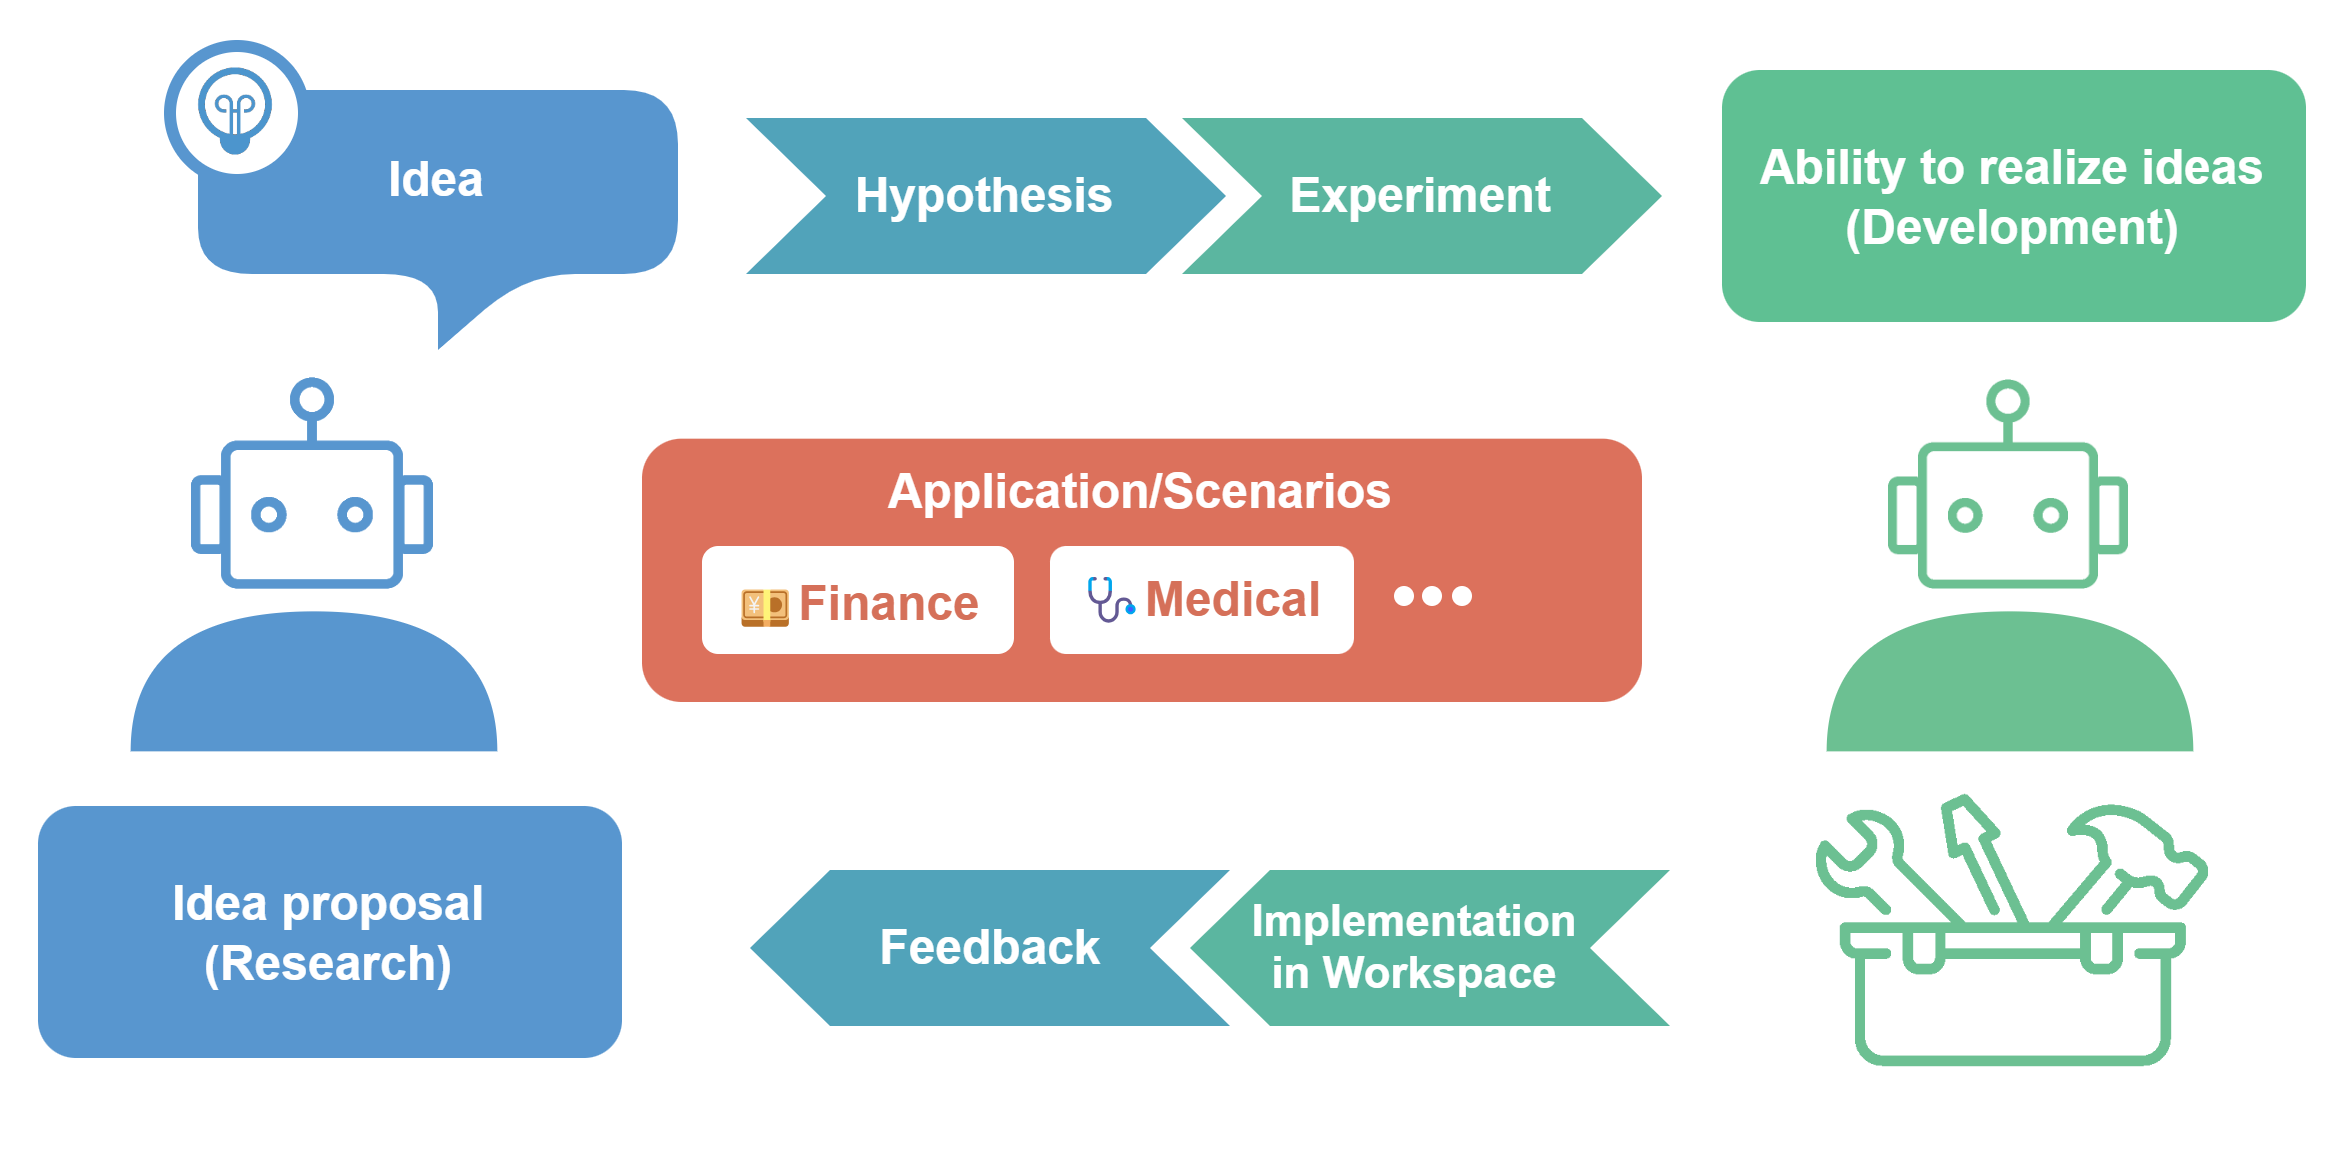 Idea
Hypothesis
Experiment
Ability to realize ideas
(Development)
Application/Scenarios
Finance
Medical
Idea proposal
(Research)
Feedback
Implementation
in Workspace